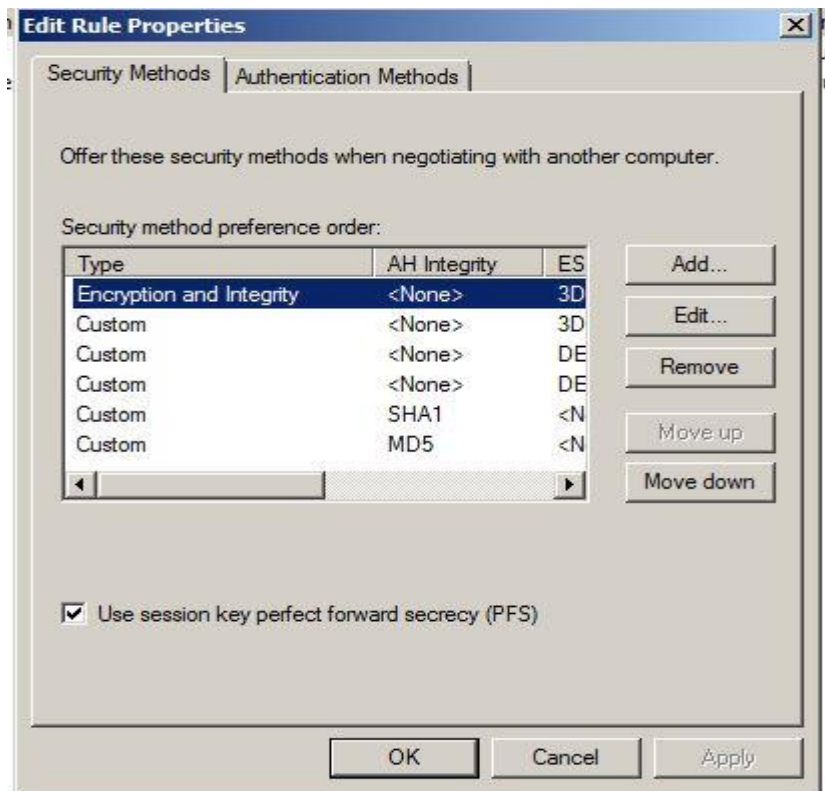 Edit Rule Properties
Security Methods Authentication Methods
Offer these security methods when negotiating with another computer.
Security method preference order:
Type AH Integrity ES
Encryption and Integrity <None> 3D
Custom <None> 3D
Custom <None> DE
Custom <None> DE
Custom SHA1 <N
Custom MD5 <N
Add...
Edit...
Remove
Move up
Move down
Use session key perfect forward secrecy (PFS)
OK Cancel Apply